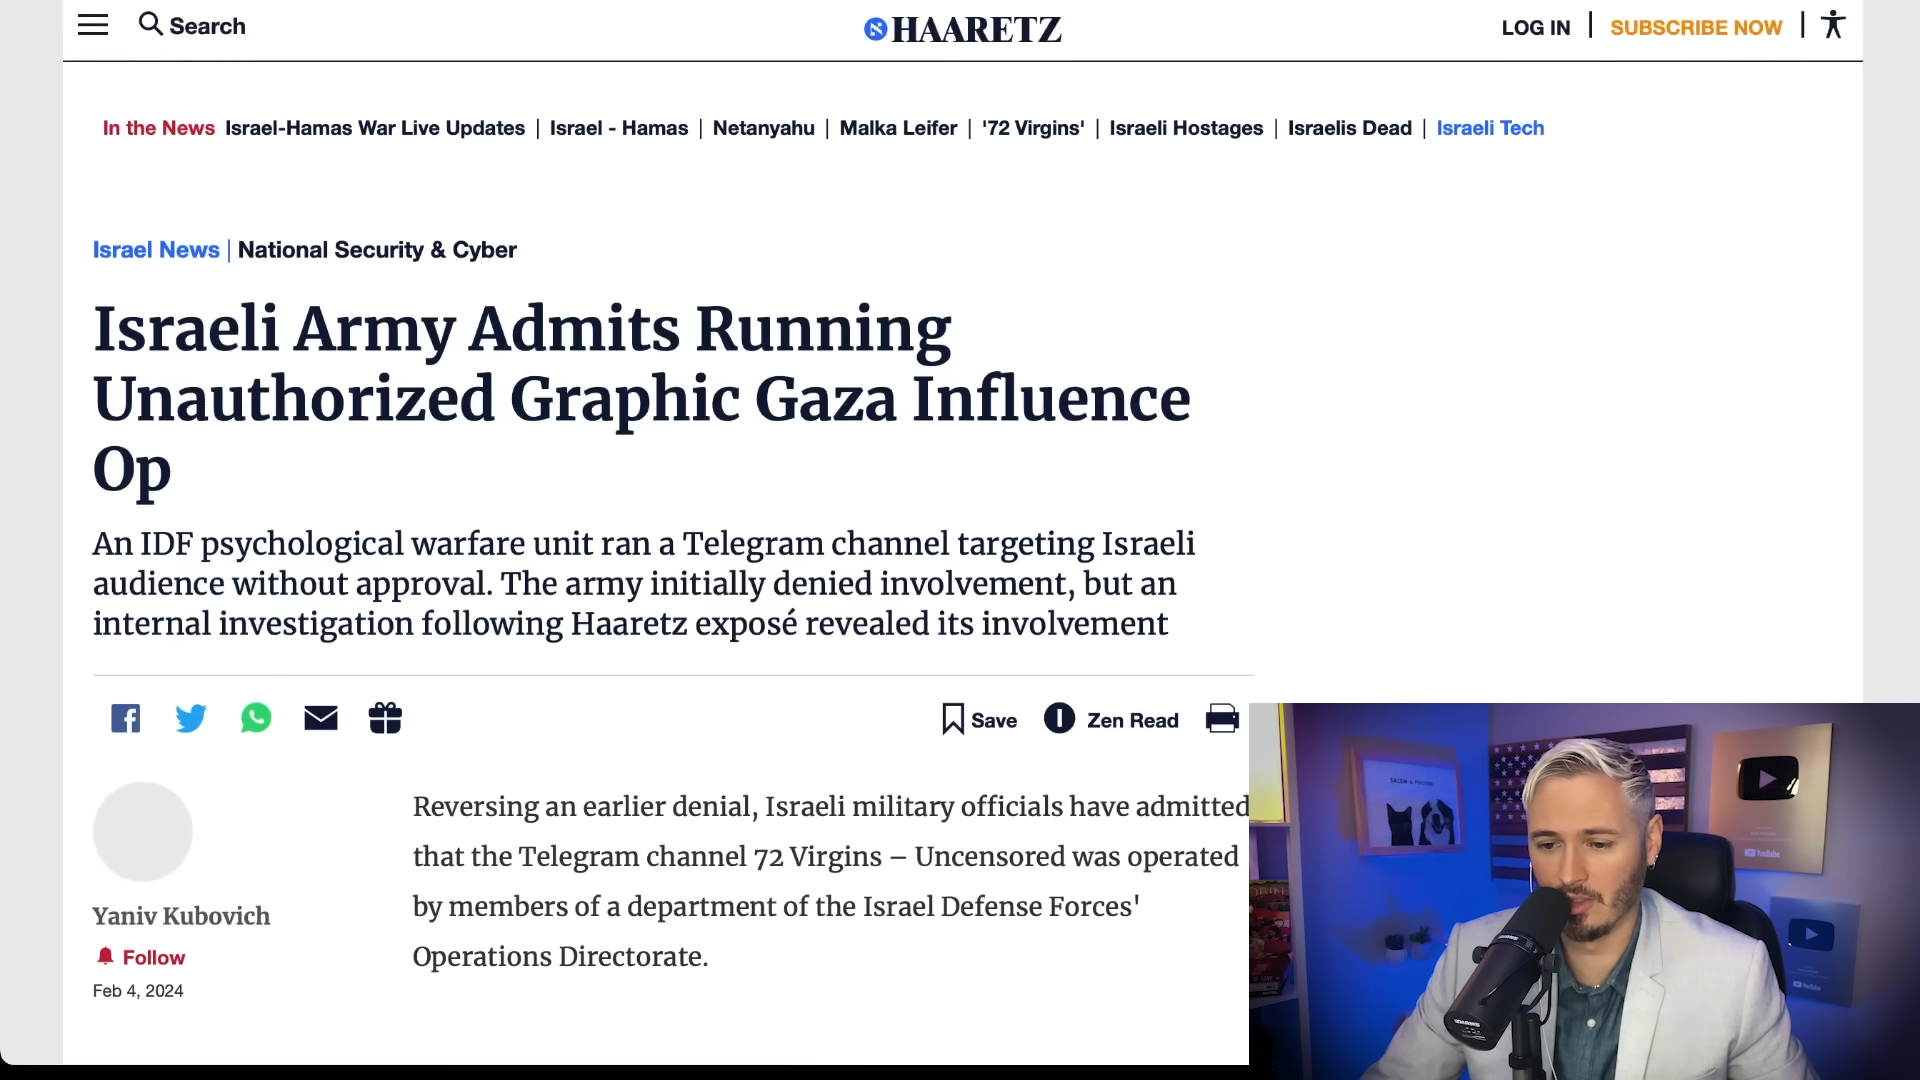 Search
HAARETZ
LOG IN | SUBSCRIBE NOW |
In the News Israel-Hamas War Live Updates | Israel - Hamas | Netanyahu | Malka Leifer | '72 Virgins' | Israeli Hostages | Israelis Dead | Israeli Tech
Israel News | National Security & Cyber
Israeli Army Admits Running
Unauthorized Graphic Gaza Influence
Op
An IDF psychological warfare unit ran a Telegram channel targeting Israeli
audience without approval. The army initially denied involvement, but an
internal investigation following Haaretz exposé revealed its involvement
Save
Zen Read
Yaniv Kubovich
Follow
Feb 4, 2024
Reversing an earlier denial, Israeli military officials have admitted
that the Telegram channel 72 Virgins – Uncensored was operated
by members of a department of the Israel Defense Forces'
Operations Directorate.
YouTube
YouTube